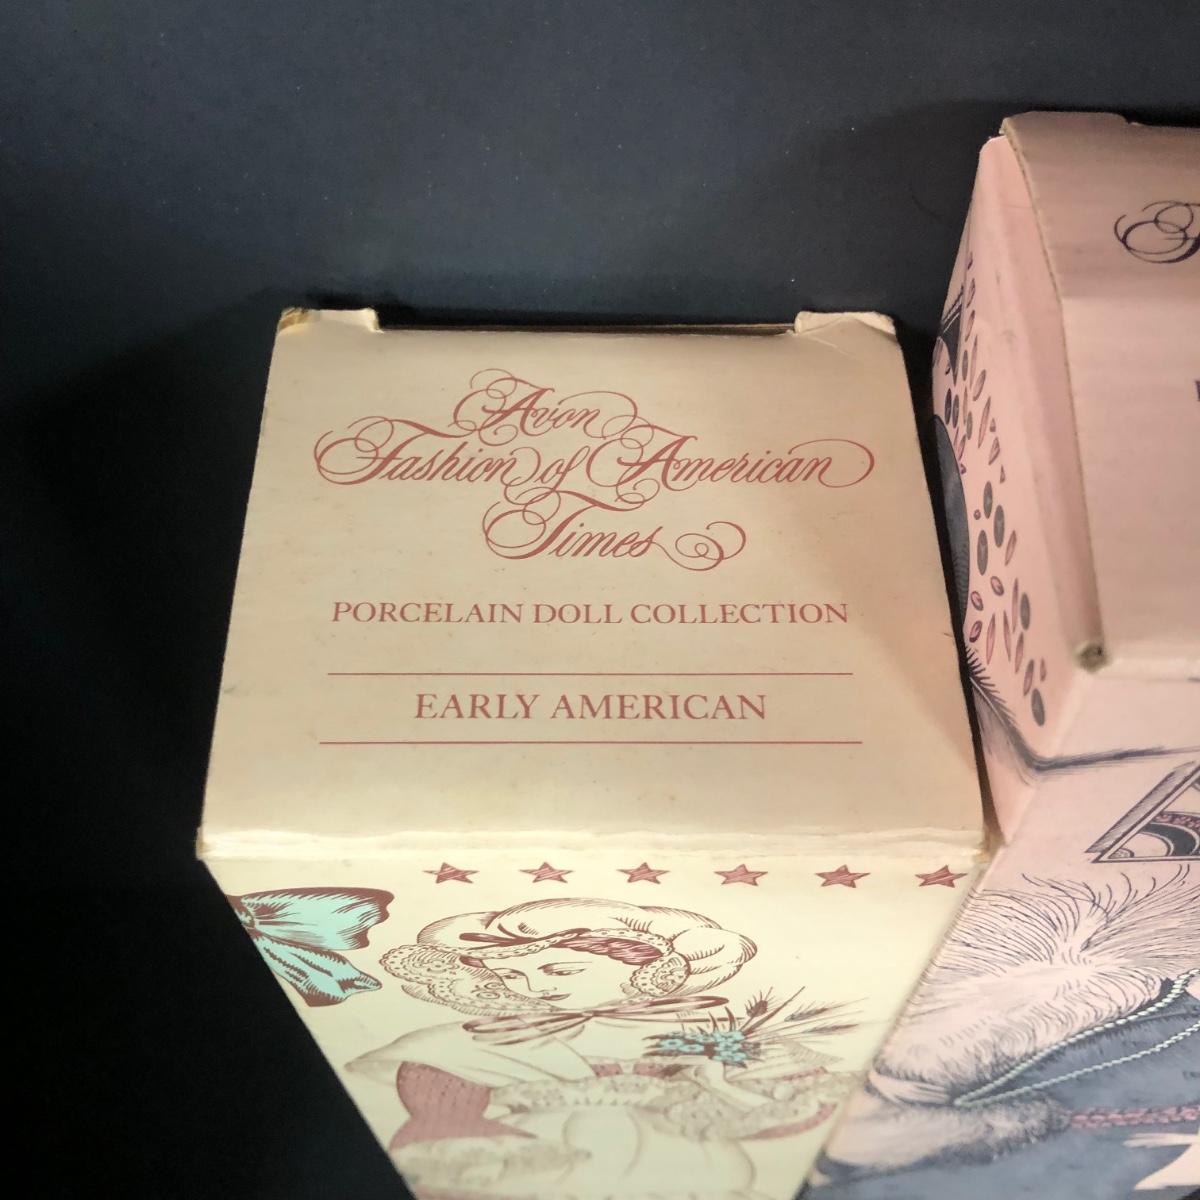 Avon
Fashion of American
Times
PORCELAIN DOLL COLLECTION
EARLY AMERICAN